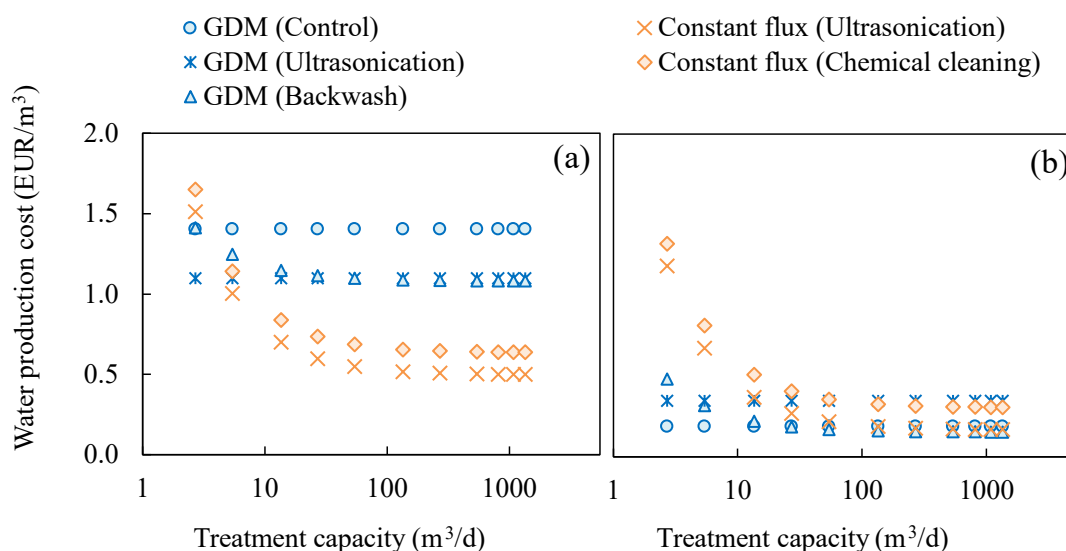 GDM (Control)
Constant flux (Ultrasonication)
GDM (Ultrasonication)
Constant flux (Chemical cleaning)
GDM (Backwash)
Water production cost (EUR/m³)
2.0
1.5
1.0
0.5
0.0
(a)
(b)
1 10 100 1000
1 10 100 1000
Treatment capacity (m³/d)
Treatment capacity (m³/d)